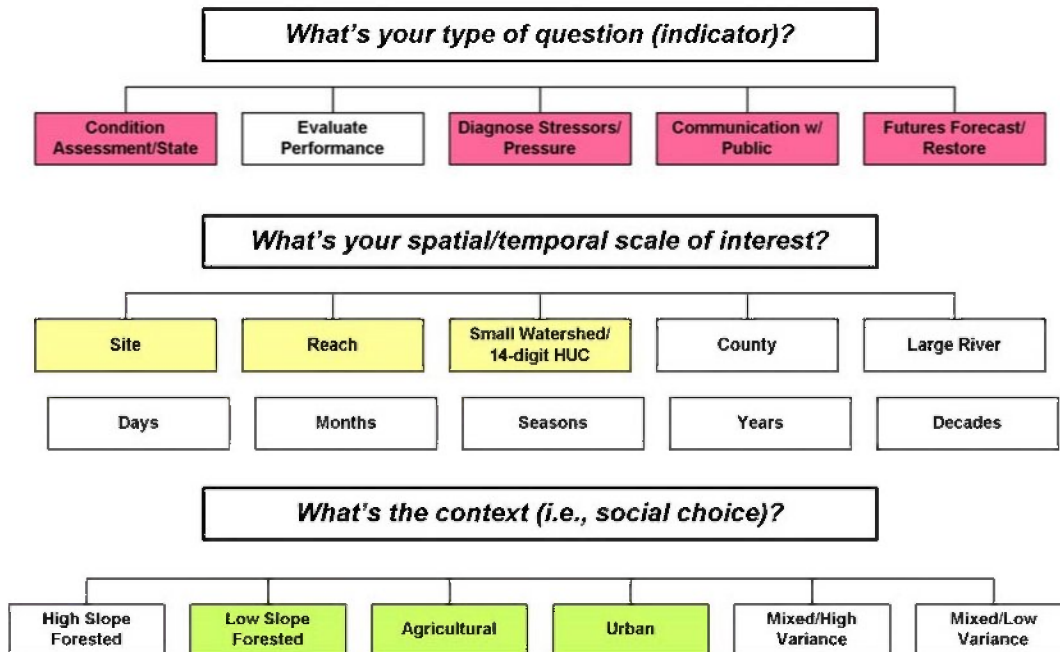 What's your type of question (indicator)?
Condition
Assessment/State
Evaluate
Performance
Diagnose Stressors/
Pressure
Communication w/
Public
Futures Forecast/
Restore
What's your spatial/temporal scale of interest?
Site
Reach
Small Watershed/
14-digit HUC
County
Large River
Days
Months
Seasons
Years
Decades
What's the context (i.e., social choice)?
High Slope
Forested
Low Slope
Forested
Agricultural
Urban
Mixed/High
Variance
Mixed/Low
Variance